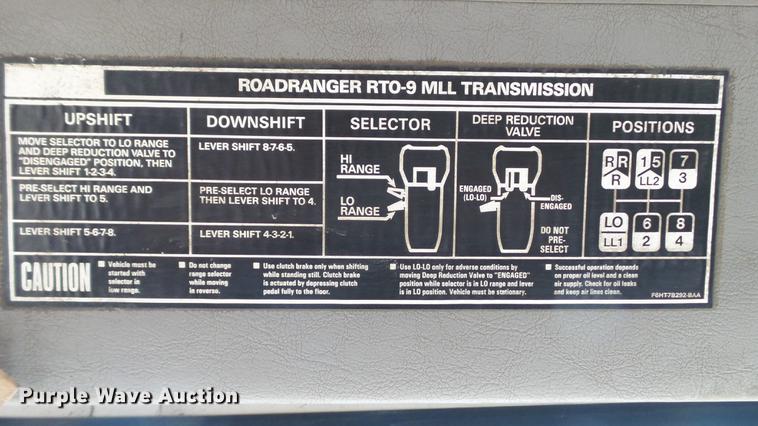 ROADRANGER RTO-9 MLL TRANSMISSION
UPSHIFT
MOVE SELECTOR TO LO RANGE
AND DEEP REDUCTION VALVE TO
"DISENGAGED" POSITION, THEN
LEVER SHIFT 1-2-3-4.
PRE-SELECT HI RANGE AND
LEVER SHIFT TO 5.
LEVER SHIFT 5-6-7-8.
DOWNSHIFT
LEVER SHIFT 8-7-6-5.
PRE-SELECT LO RANGE
THEN LEVER SHIFT TO 4.
LEVER SHIFT 4-3-2-1.
SELECTOR
HI
RANGE
LO
RANGE
DEEP REDUCTION
VALVE
ENGAGED
(LO-LO)
DIS-
ENGAGED
DO NOT
PRE-
SELECT
POSITIONS
R R 1 5 7
R LL2 3
LO 6 8
LL1 2 4
CAUTION
Vehicle must be
started with
selector in
low range.
Do not change
range selector
while moving
in reverse.
Use clutch brake only when shifting
while standing still. Clutch brake
is actuated by depressing clutch
pedal fully to the floor.
Use LO-LO only for adverse conditions by
moving Deep Reduction Valve to "ENGAGED"
position while selector is in LO range and lever
is in LO position. Vehicle must be stationary.
Successful operation depends
on proper oil level and a clean
air supply. Check for oil leaks
and keep air lines clean.
F6HT7B292-BAA
Purple Wave Auction